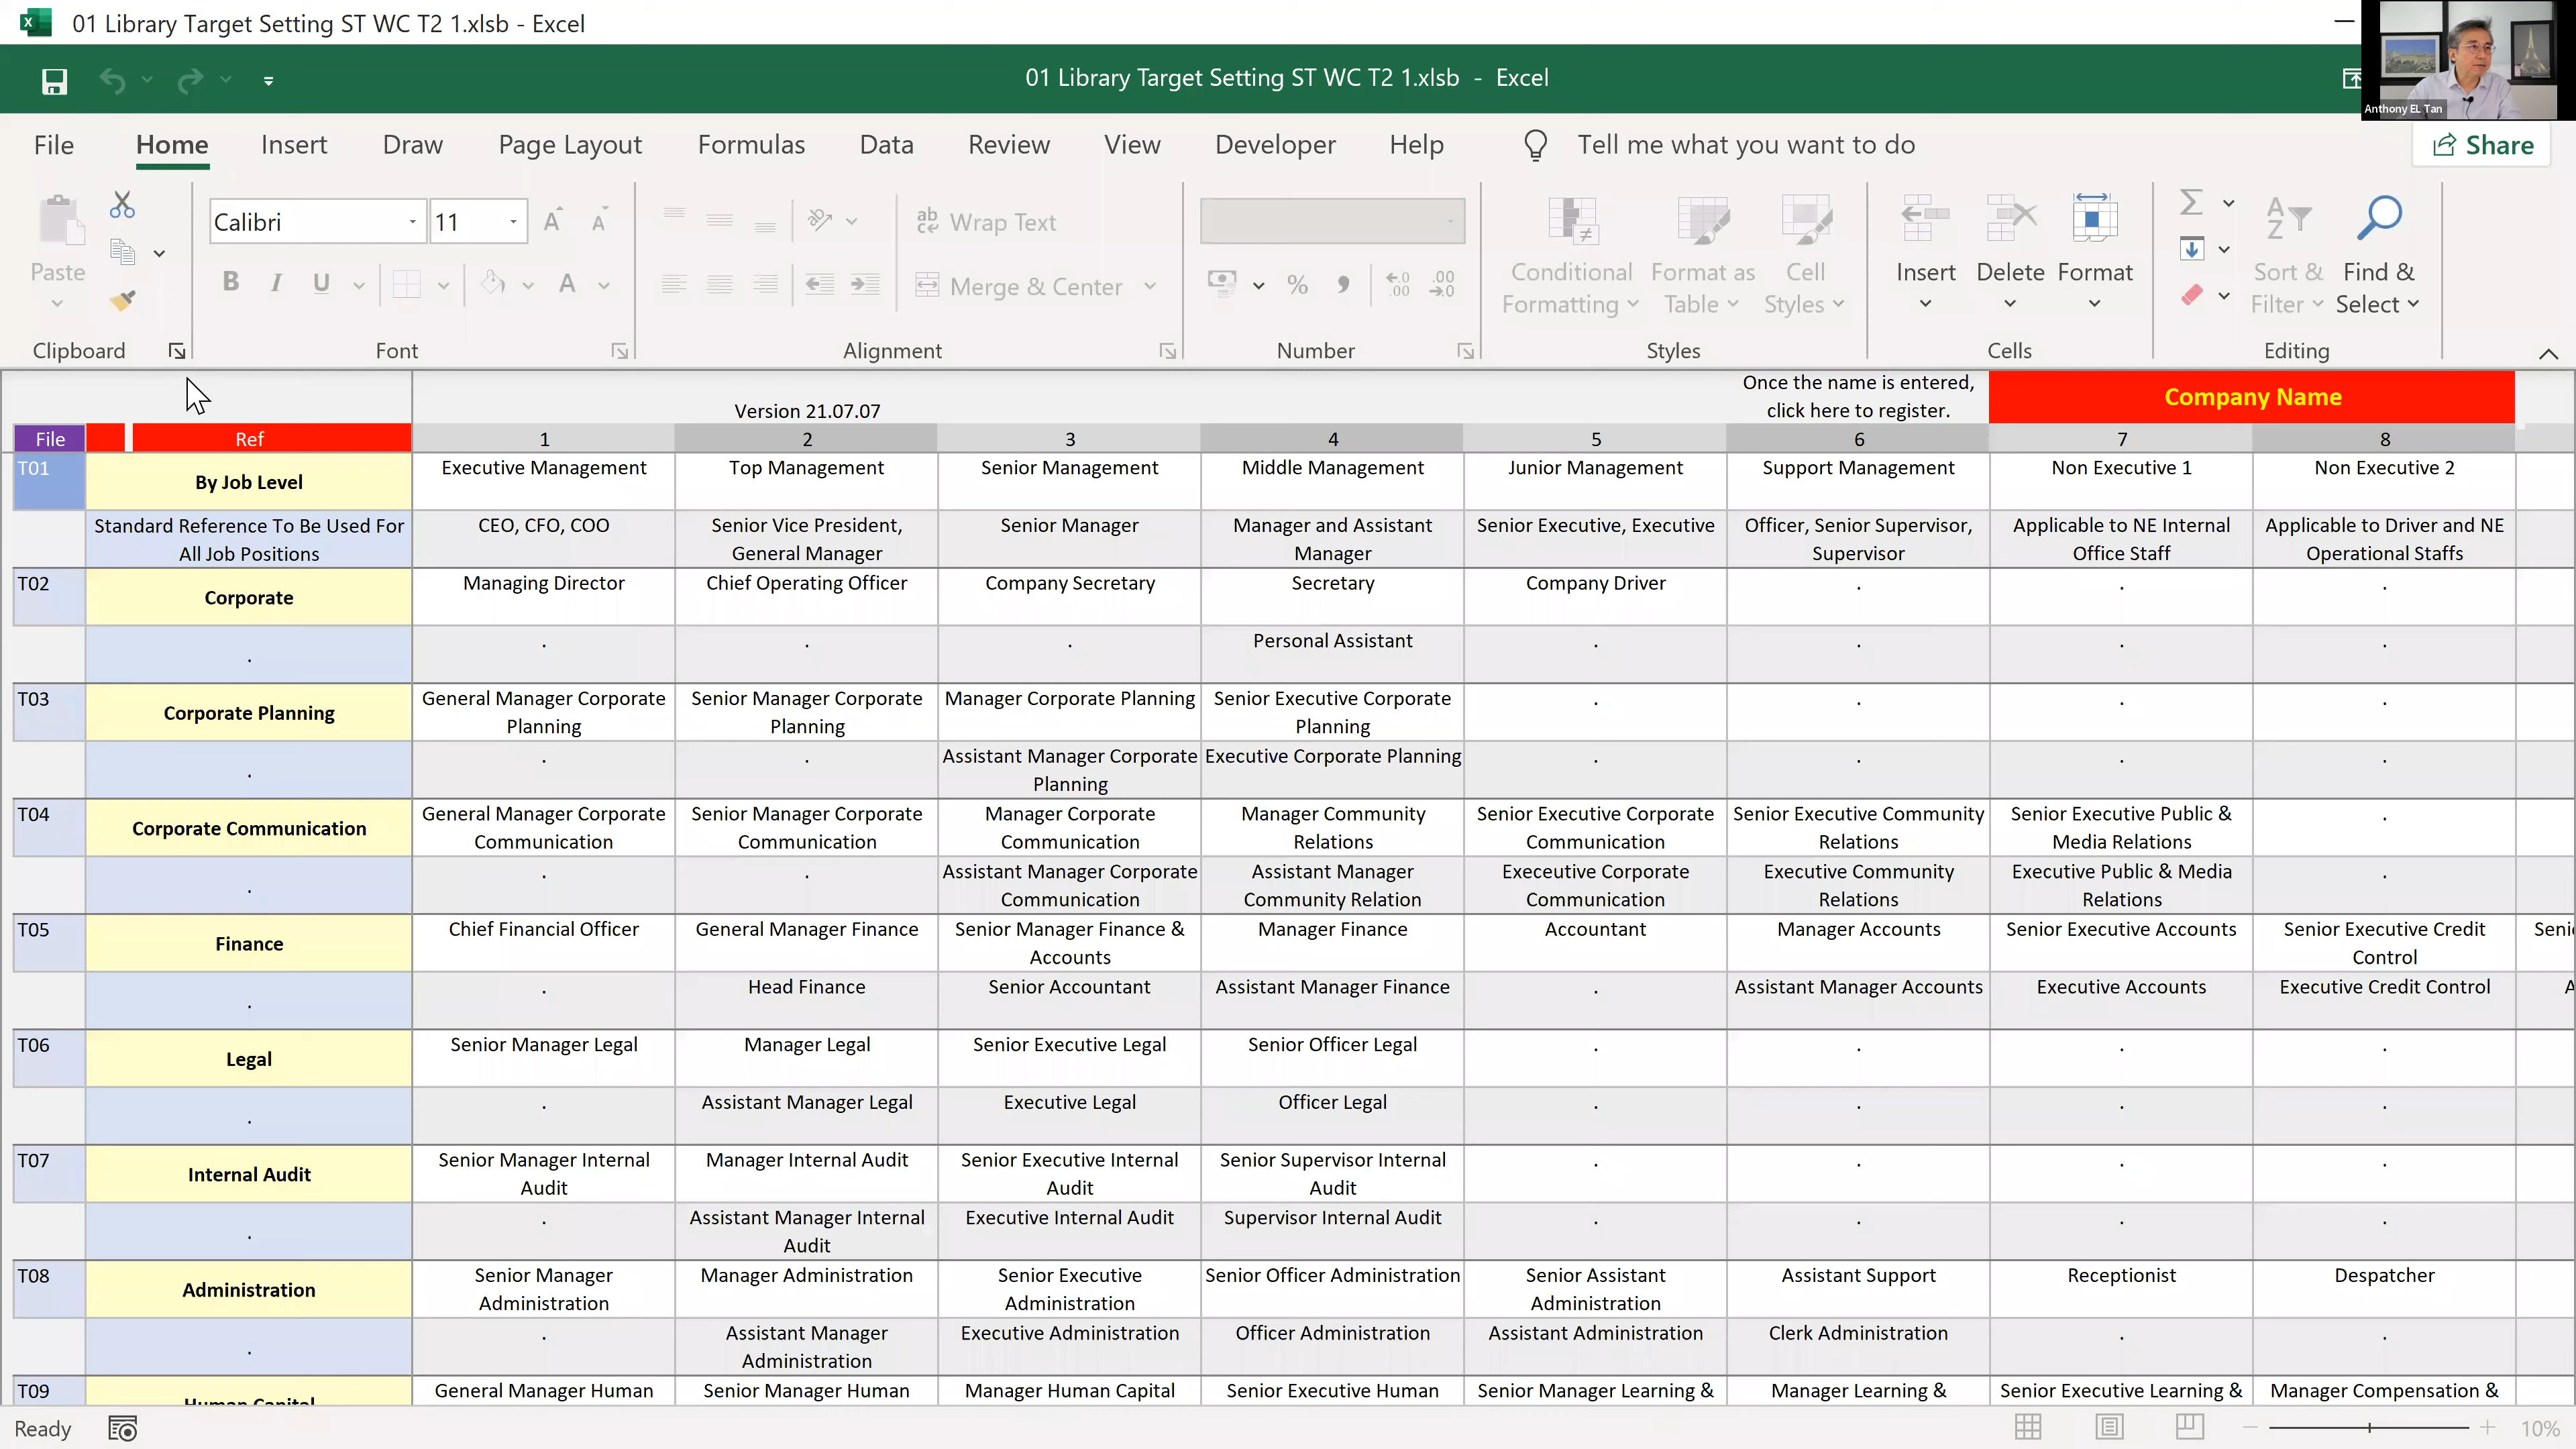 01 Library Target Setting ST WC T2 1.xlsb - Excel
01 Library Target Setting ST WC T2 1.xlsb - Excel
Anthony EL Tan
File Home Insert Draw Page Layout Formulas Data Review View Developer Help Tell me what you want to do Share
Calibri 11 Wrap Text
Paste Merge & Center Conditional Formatting Format as Table Cell Styles Insert Delete Format Sort & Filter Find & Select
Clipboard Font Alignment Number Styles Cells Editing
Version 21.07.07
Once the name is entered,
click here to register.
Company Name
File Ref 1 2 3 4 5 6 7 8
T01 By Job Level Executive Management Top Management Senior Management Middle Management Junior Management Support Management Non Executive 1 Non Executive 2
Standard Reference To Be Used For CEO, CFO, COO Senior Vice President, Senior Manager Manager and Assistant Senior Executive, Executive Officer, Senior Supervisor, Applicable to NE Internal Applicable to Driver and NE
All Job Positions General Manager Manager Supervisor Office Staff Operational Staffs
T02 Corporate Managing Director Chief Operating Officer Company Secretary Secretary Company Driver . . .
. . . . Personal Assistant . . . .
T03 Corporate Planning General Manager Corporate Senior Manager Corporate Manager Corporate Planning Senior Executive Corporate . . . .
Planning Planning Planning
. . . Assistant Manager Corporate Executive Corporate Planning . . . .
Planning
T04 Corporate Communication General Manager Corporate Senior Manager Corporate Manager Corporate Manager Community Senior Executive Corporate Senior Executive Community Senior Executive Public & .
Communication Communication Communication Relations Communication Relations Media Relations
. . . Assistant Manager Corporate Assistant Manager Execeutive Corporate Executive Community Executive Public & Media .
Communication Community Relation Communication Relations Relations
T05 Finance Chief Financial Officer General Manager Finance Senior Manager Finance & Manager Finance Accountant Manager Accounts Senior Executive Accounts Senior Executive Credit
Accounts Control
. . Head Finance Senior Accountant Assistant Manager Finance . Assistant Manager Accounts Executive Accounts Executive Credit Control
T06 Legal Senior Manager Legal Manager Legal Senior Executive Legal Senior Officer Legal . . . .
. . Assistant Manager Legal Executive Legal Officer Legal . . . .
T07 Internal Audit Senior Manager Internal Manager Internal Audit Senior Executive Internal Senior Supervisor Internal . . . .
Audit Audit Audit
. . Assistant Manager Internal Executive Internal Audit Supervisor Internal Audit . . . .
Audit
T08 Administration Senior Manager Manager Administration Senior Executive Senior Officer Administration Senior Assistant Assistant Support Receptionist Despatcher
Administration Administration Administration
. . Assistant Manager Executive Administration Officer Administration Assistant Administration Clerk Administration . .
Administration
T09 Human Capital General Manager Human Senior Manager Human Manager Human Capital Senior Executive Human Senior Manager Learning & Manager Learning & Senior Executive Learning & Manager Compensation &
Ready 10%